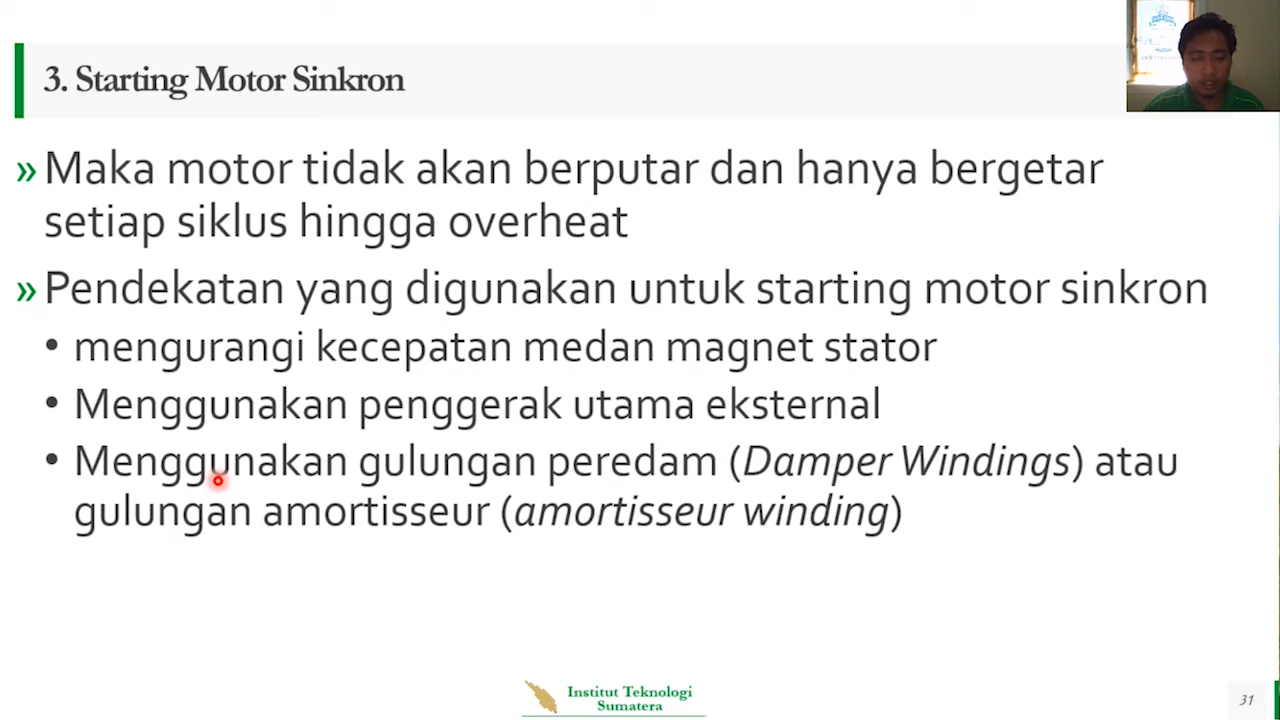 3. Starting Motor Sinkron
» Maka motor tidak akan berputar dan hanya bergetar
setiap siklus hingga overheat
» Pendekatan yang digunakan untuk starting motor sinkron
• mengurangi kecepatan medan magnet stator
• Menggunakan penggerak utama eksternal
• Menggunakan gulungan peredam (Damper Windings) atau
gulungan amortisseur (amortisseur winding)
Institut Teknologi
Sumatera
31